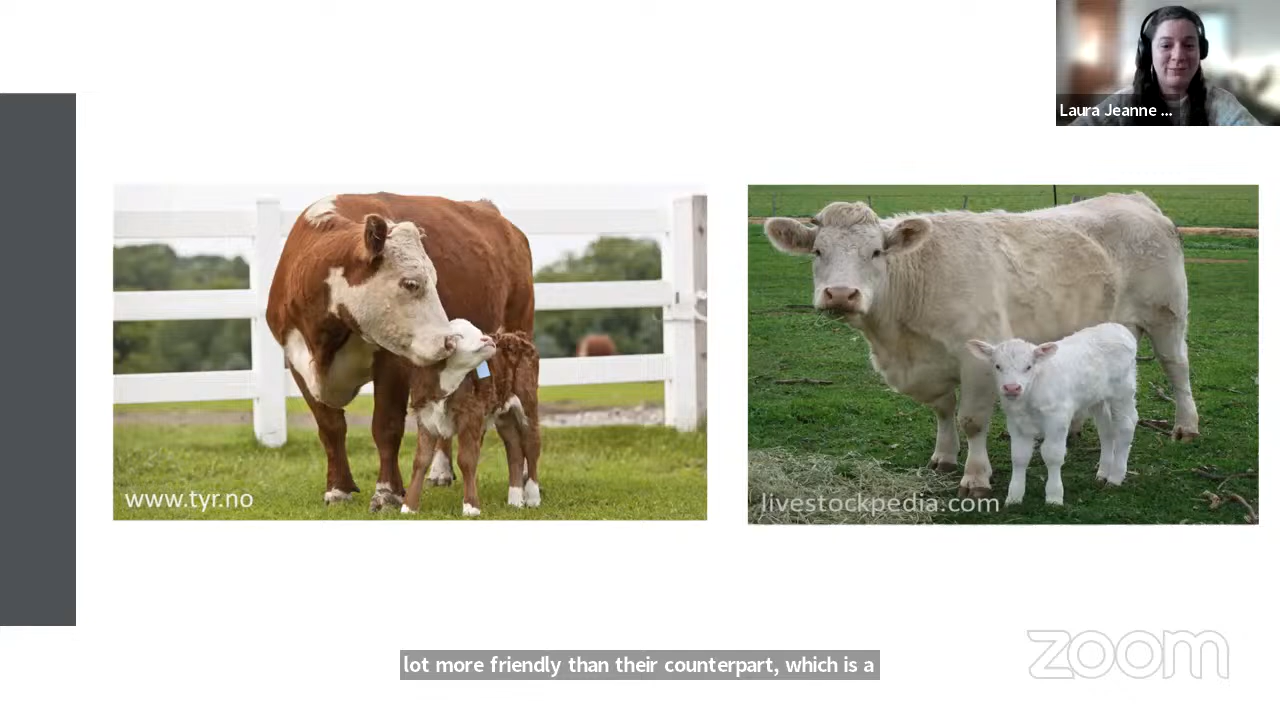 Laura Jeanne ...
www.tyr.no
livestockpedia.com
lot more friendly than their counterpart, which is a
zoom